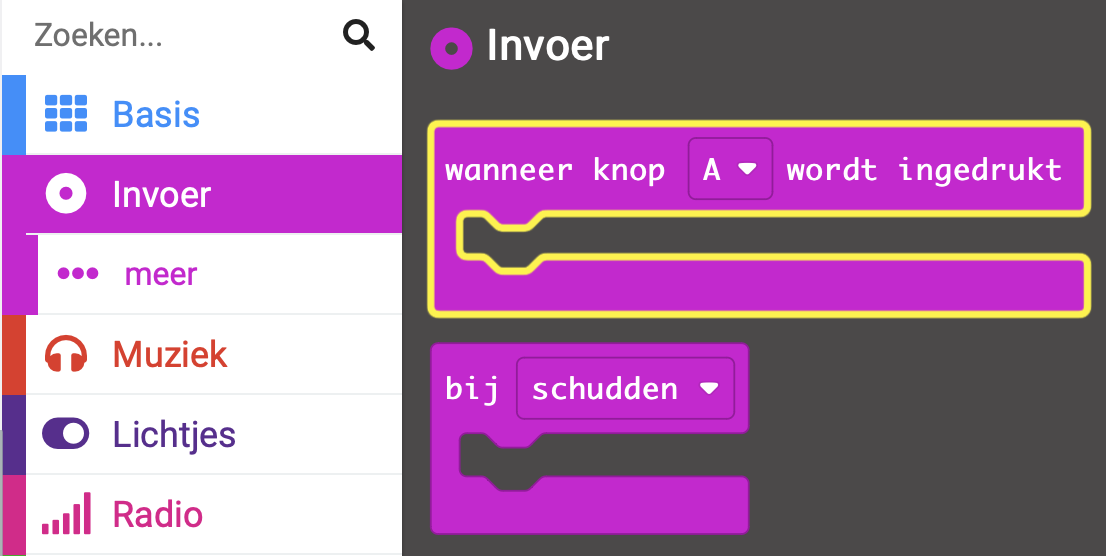 Zoeken...
Basis
Invoer
meer
Muziek
Lichtjes
Radio
Invoer
wanneer knop A wordt ingedrukt
bij schudden